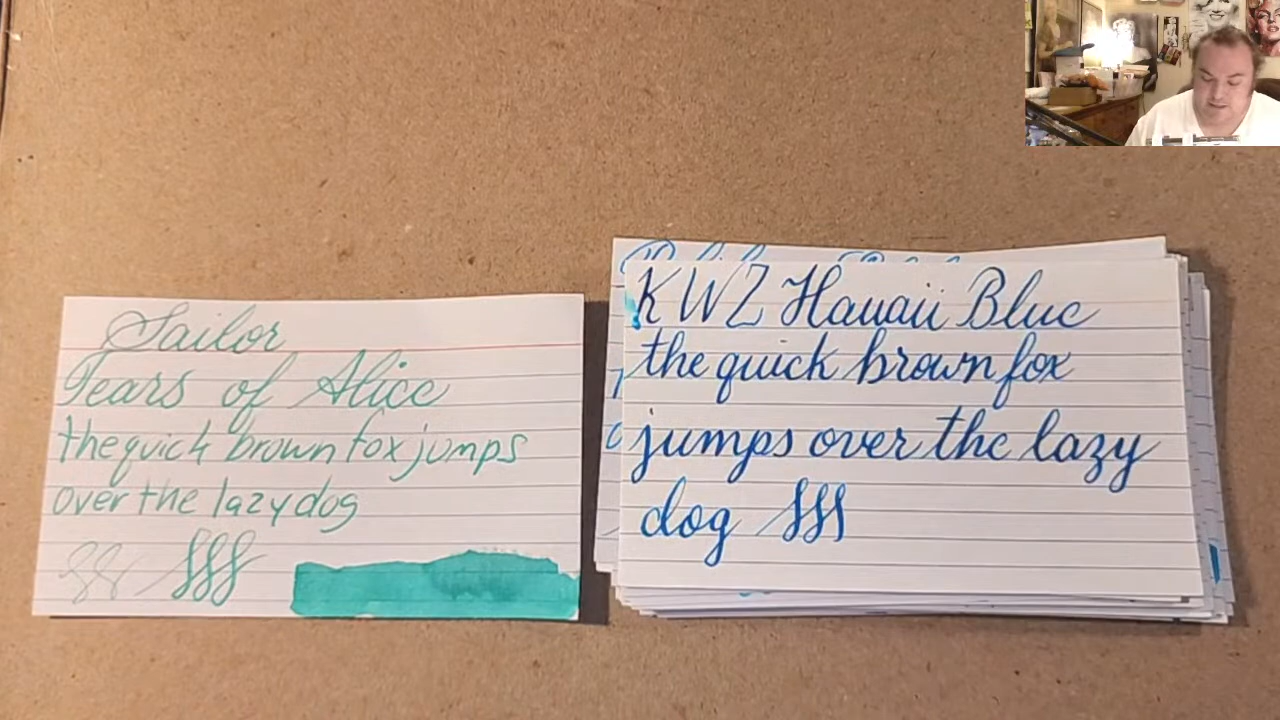 Sailor
Tears of Alice
the quick brown fox jumps
over the lazy dog
KWZ Hawaii Blue
the quick brown fox
jumps over the lazy
dog